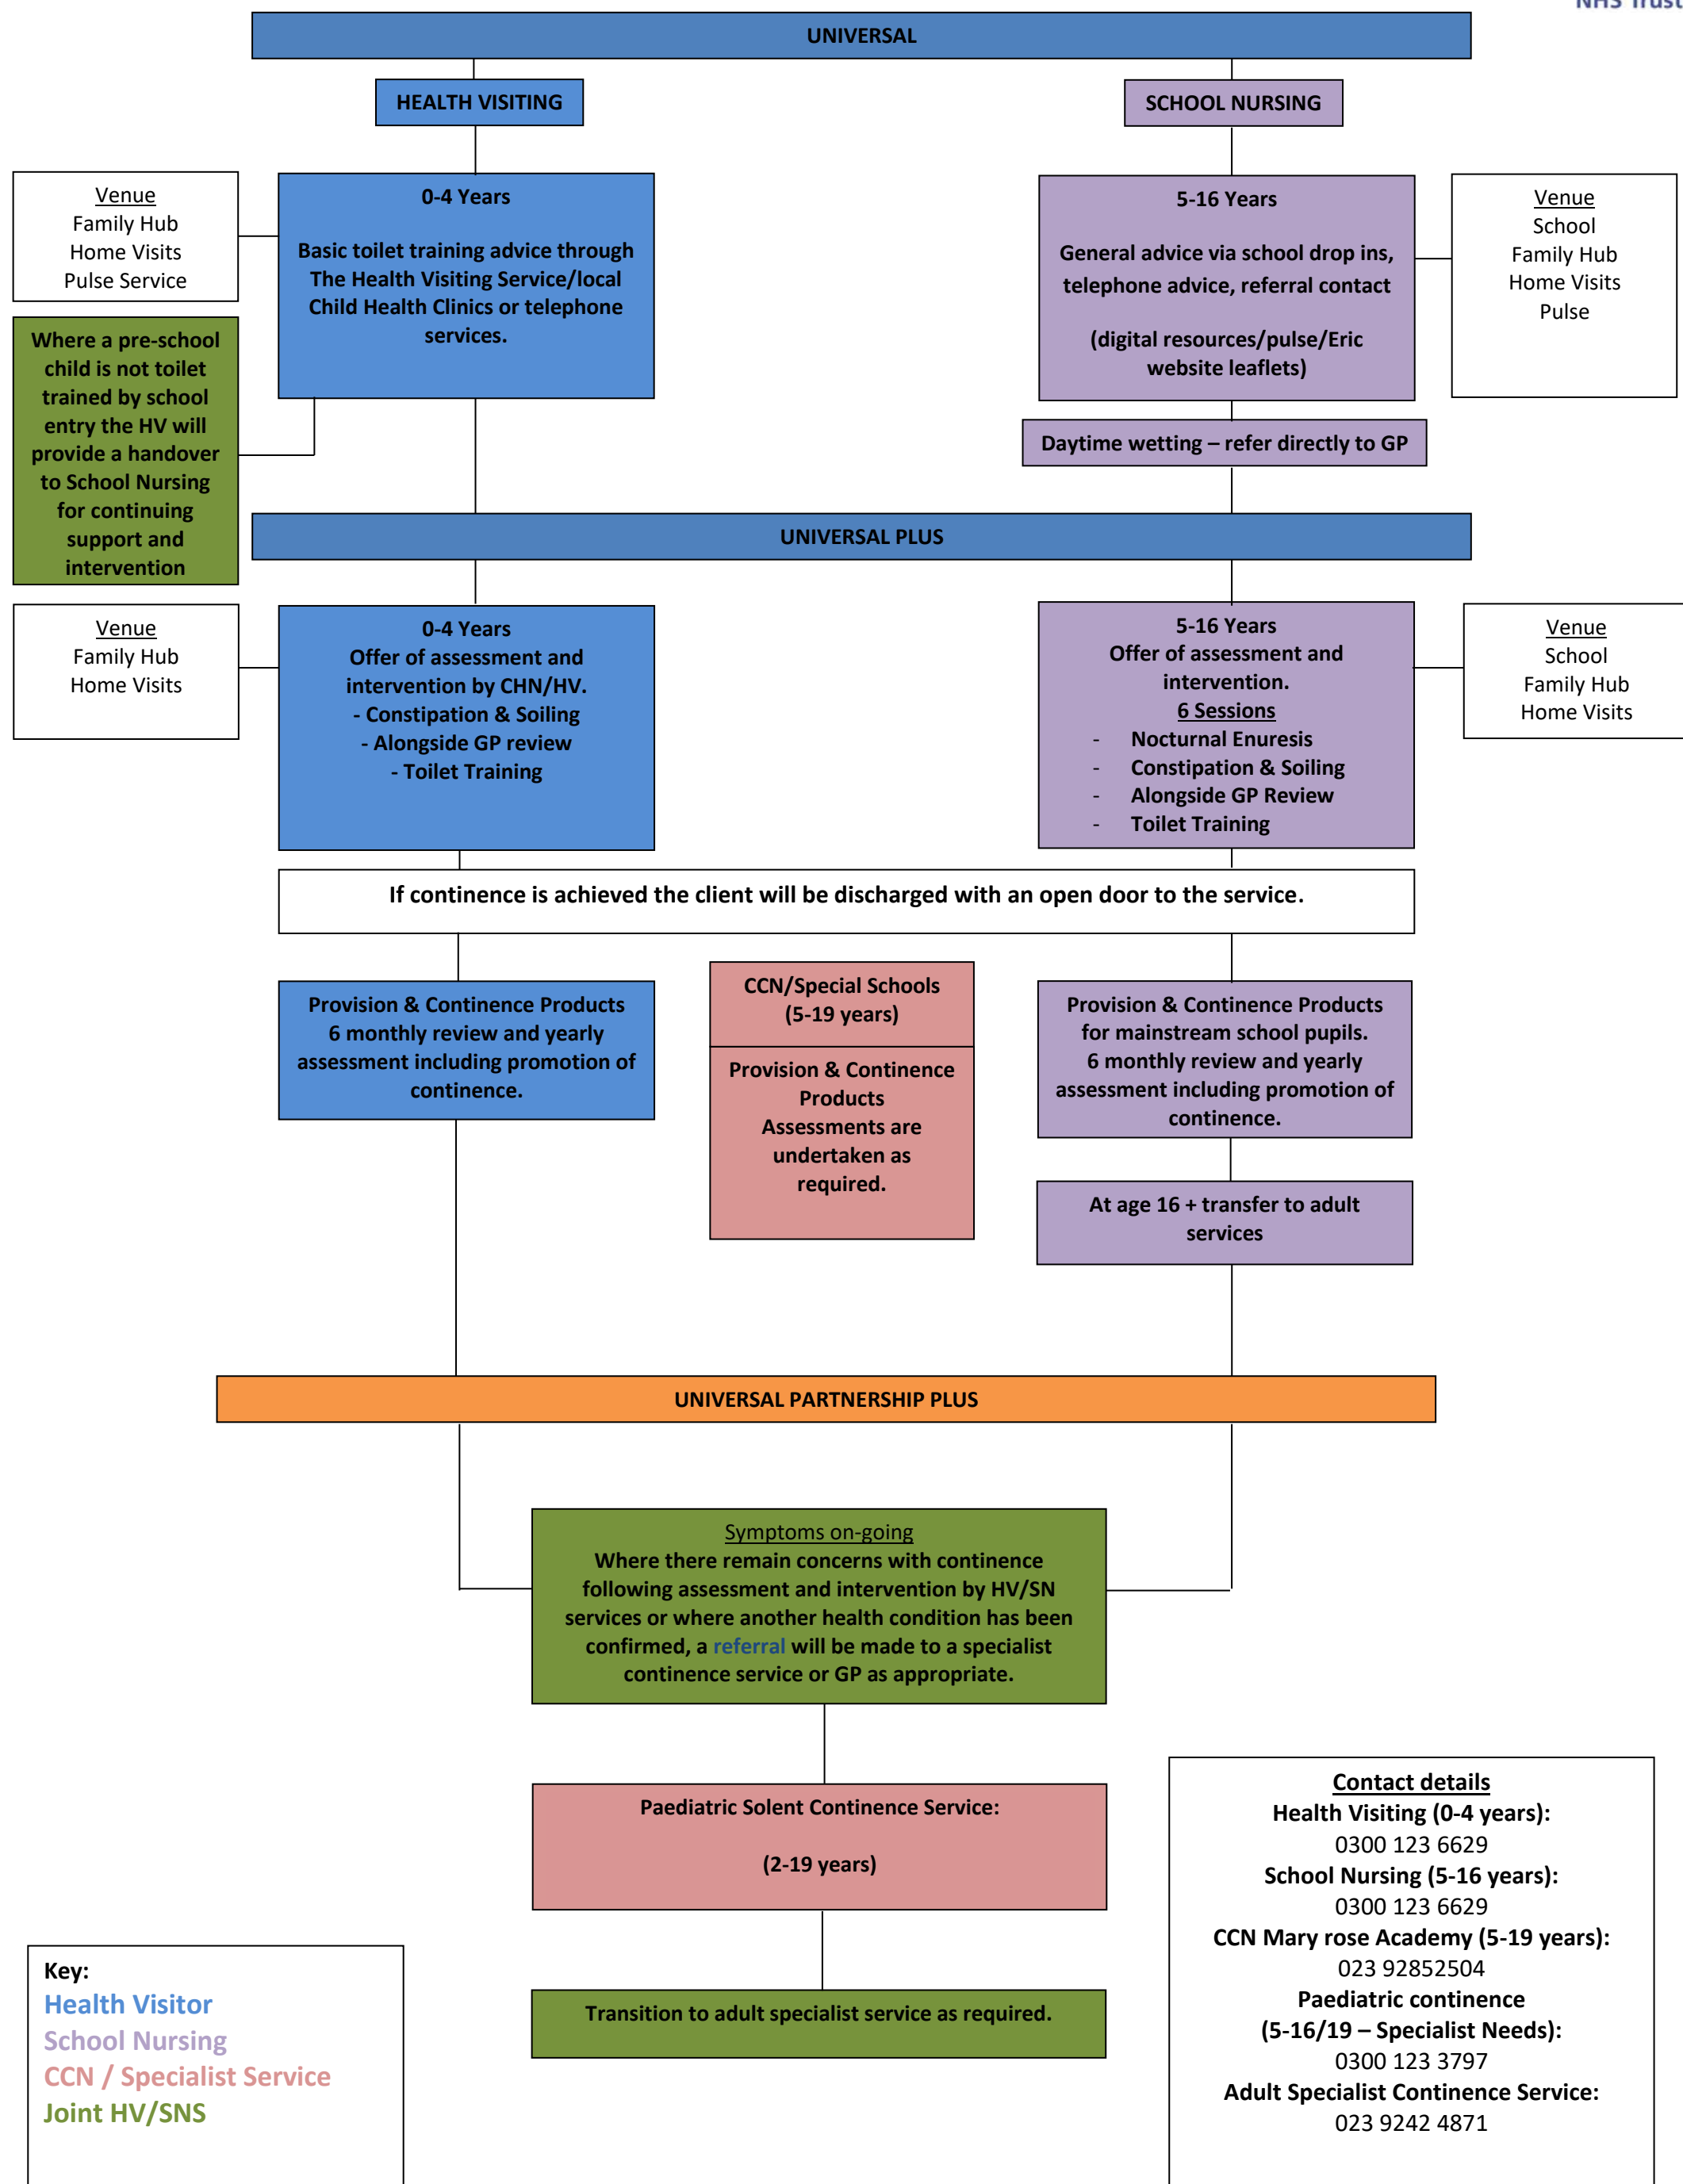 NHS Trust
UNIVERSAL
HEALTH VISITING
SCHOOL NURSING
Venue
Family Hub
Home Visits
Pulse Service
0-4 Years
Basic toilet training advice through
The Health Visiting Service/local
Child Health Clinics or telephone
services.
5-16 Years
General advice via school drop ins,
telephone advice, referral contact
(digital resources/pulse/Eric
website leaflets)
Venue
School
Family Hub
Home Visits
Pulse
Where a pre-school
child is not toilet
trained by school
entry the HV will
provide a handover
to School Nursing
for continuing
support and
intervention
Daytime wetting – refer directly to GP
UNIVERSAL PLUS
Venue
Family Hub
Home Visits
0-4 Years
Offer of assessment and
intervention by CHN/HV.
- Constipation & Soiling
- Alongside GP review
- Toilet Training
5-16 Years
Offer of assessment and
intervention.
6 Sessions
- Nocturnal Enuresis
- Constipation & Soiling
- Alongside GP Review
- Toilet Training
Venue
School
Family Hub
Home Visits
If continence is achieved the client will be discharged with an open door to the service.
Provision & Continence Products
6 monthly review and yearly
assessment including promotion of
continence.
CCN/Special Schools
(5-19 years)
Provision & Continence
Products
Assessments are
undertaken as
required.
Provision & Continence Products
for mainstream school pupils.
6 monthly review and yearly
assessment including promotion of
continence.
At age 16 + transfer to adult
services
UNIVERSAL PARTNERSHIP PLUS
Symptoms on-going
Where there remain concerns with continence
following assessment and intervention by HV/SN
services or where another health condition has been
confirmed, a referral will be made to a specialist
continence service or GP as appropriate.
Paediatric Solent Continence Service:
(2-19 years)
Transition to adult specialist service as required.
Key:
Health Visitor
School Nursing
CCN / Specialist Service
Joint HV/SNS
Contact details
Health Visiting (0-4 years):
0300 123 6629
School Nursing (5-16 years):
0300 123 6629
CCN Mary rose Academy (5-19 years):
023 92852504
Paediatric continence
(5-16/19 – Specialist Needs):
0300 123 3797
Adult Specialist Continence Service:
023 9242 4871